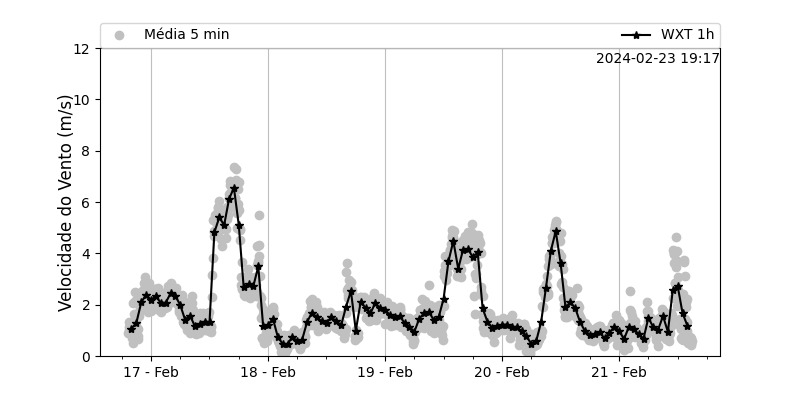 Média 5 min
WXT 1h
2024-02-23 19:17
Velocidade do Vento (m/s)
12
10
8
6
4
2
0
17 - Feb
18 - Feb
19 - Feb
20 - Feb
21 - Feb